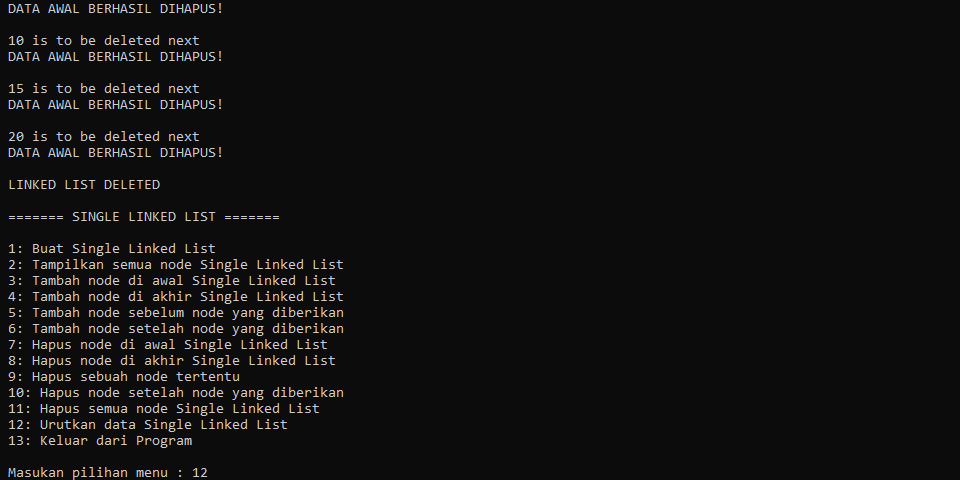 DATA AWAL BERHASIL DIHAPUS!
10 is to be deleted next
DATA AWAL BERHASIL DIHAPUS!
15 is to be deleted next
DATA AWAL BERHASIL DIHAPUS!
20 is to be deleted next
DATA AWAL BERHASIL DIHAPUS!
LINKED LIST DELETED
======= SINGLE LINKED LIST =======
1: Buat Single Linked List
2: Tampilkan semua node Single Linked List
3: Tambah node di awal Single Linked List
4: Tambah node di akhir Single Linked List
5: Tambah node sebelum node yang diberikan
6: Tambah node setelah node yang diberikan
7: Hapus node di awal Single Linked List
8: Hapus node di akhir Single Linked List
9: Hapus sebuah node tertentu
10: Hapus node setelah node yang diberikan
11: Hapus semua node Single Linked List
12: Urutkan data Single Linked List
13: Keluar dari Program
Masukan pilihan menu : 12